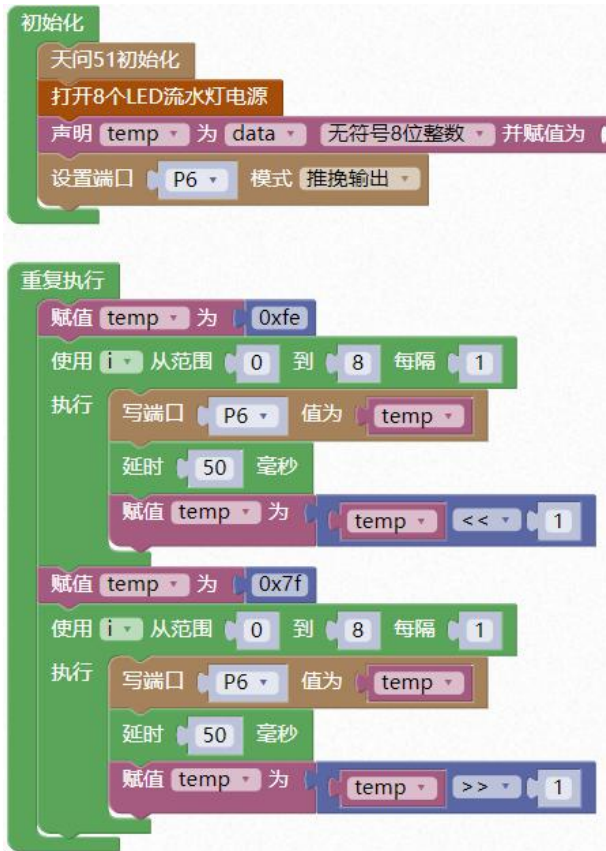 初始化
天问51初始化
打开8个LED流水灯电源
声明 temp 为 data 无符号8位整数 并赋值为
设置端口 P6 模式 推挽输出
重复执行
赋值 temp 为 0xfe
使用 i 从范围 0 到 8 每隔 1
执行 写端口 P6 值为 temp
延时 50 毫秒
赋值 temp 为 temp << 1
赋值 temp 为 0x7f
使用 i 从范围 0 到 8 每隔 1
执行 写端口 P6 值为 temp
延时 50 毫秒
赋值 temp 为 temp >> 1